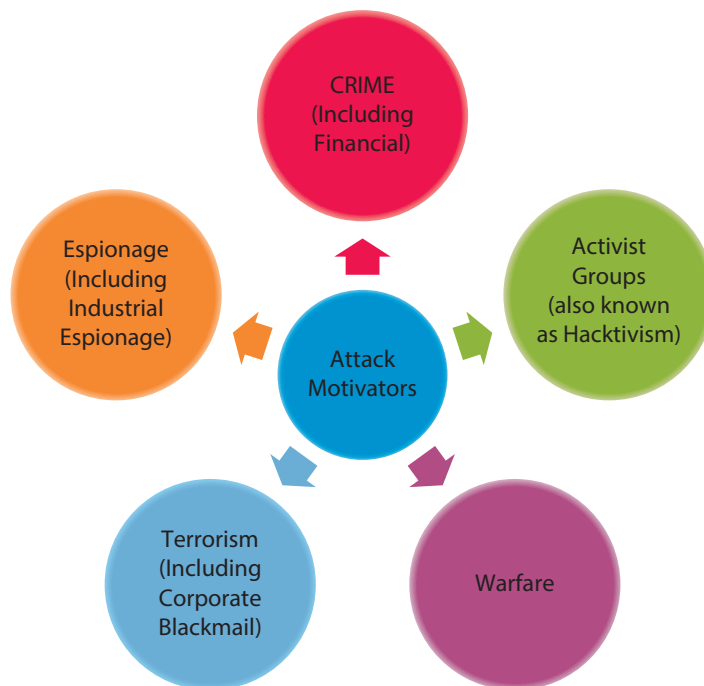 CRIME
(Including
Financial)
Espionage
(Including
Industrial
Espionage)
Activist
Groups
(also known
as Hacktivism)
Attack
Motivators
Terrorism
(Including
Corporate
Blackmail)
Warfare